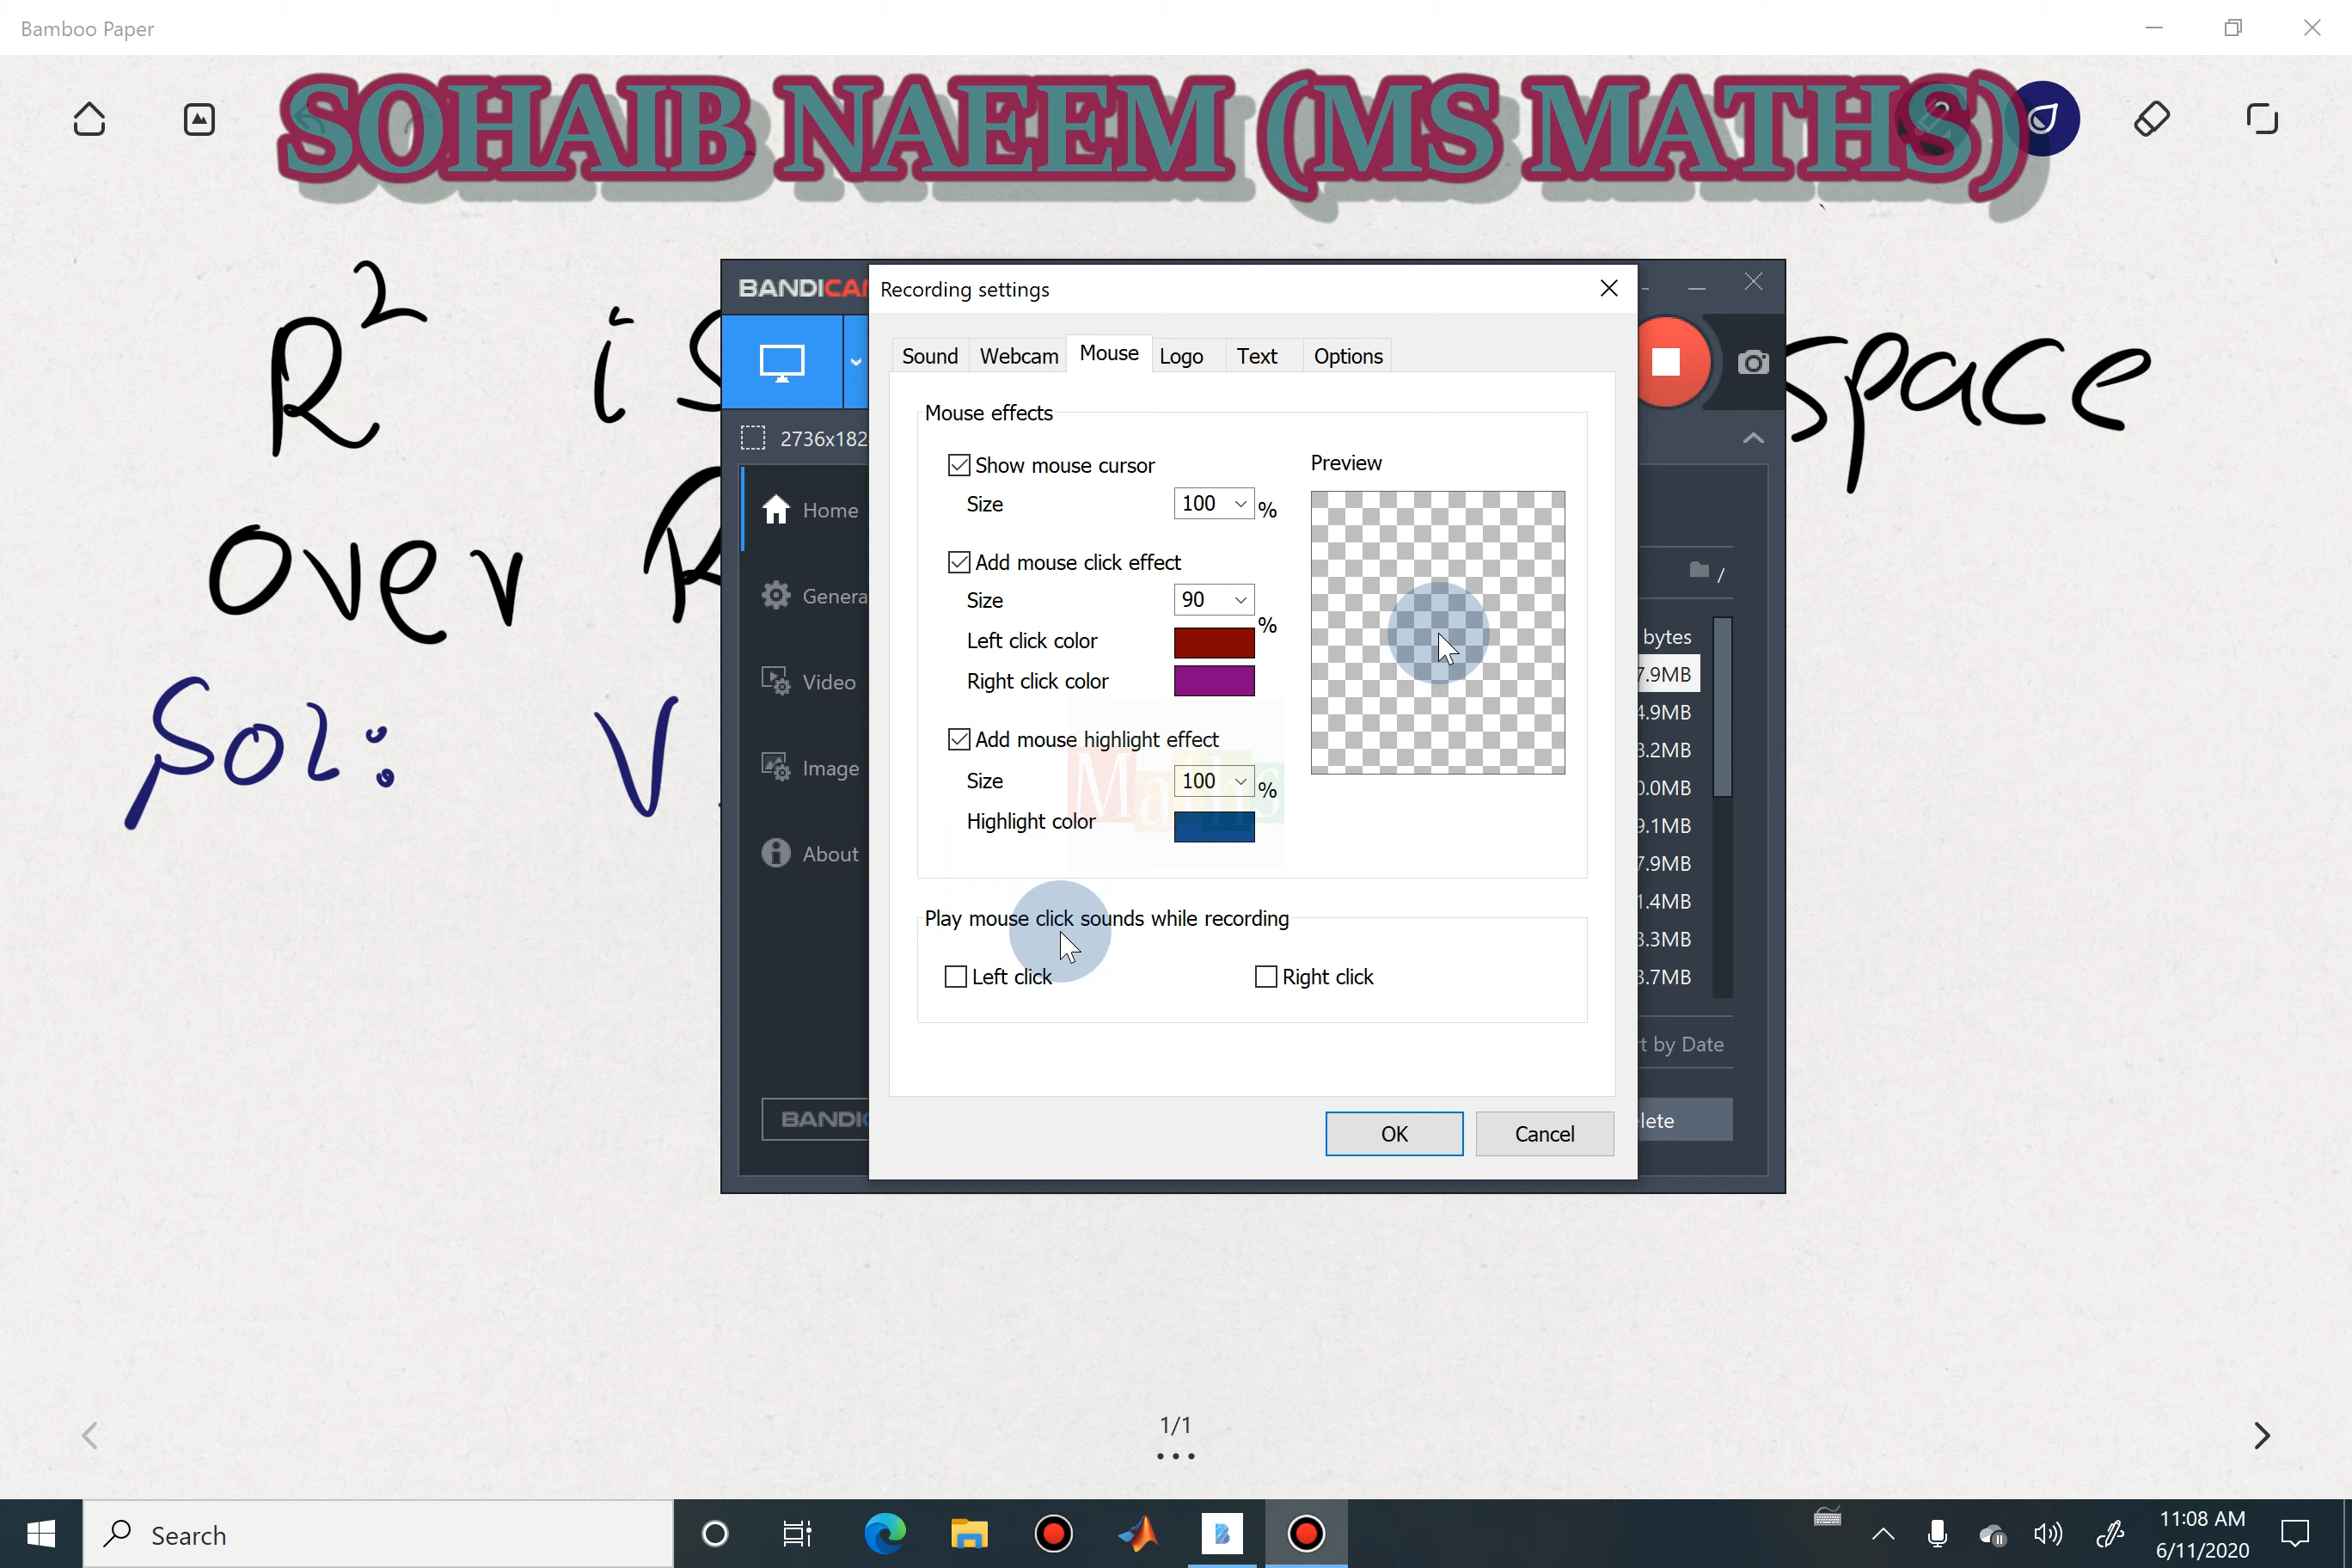 Bamboo Paper
SOHAIB NAEEM (MS MATHS)
R² is space
over R
Sol: V
BANDICAM
Recording settings
Sound Webcam Mouse Logo Text Options
2736x182
Mouse effects
Show mouse cursor
Preview
Size 100 %
Add mouse click effect
Size 90 %
Left click color
Right click color
Add mouse highlight effect
Size 100 %
Highlight color
Maths
Play mouse click sounds while recording
Left click Right click
OK Cancel
Home
Genera
Video
Image
About
BANDIC
/
bytes
7.9MB
4.9MB
3.2MB
0.0MB
9.1MB
7.9MB
1.4MB
3.3MB
3.7MB
rt by Date
lete
1/1
Search
11:08 AM
6/11/2020